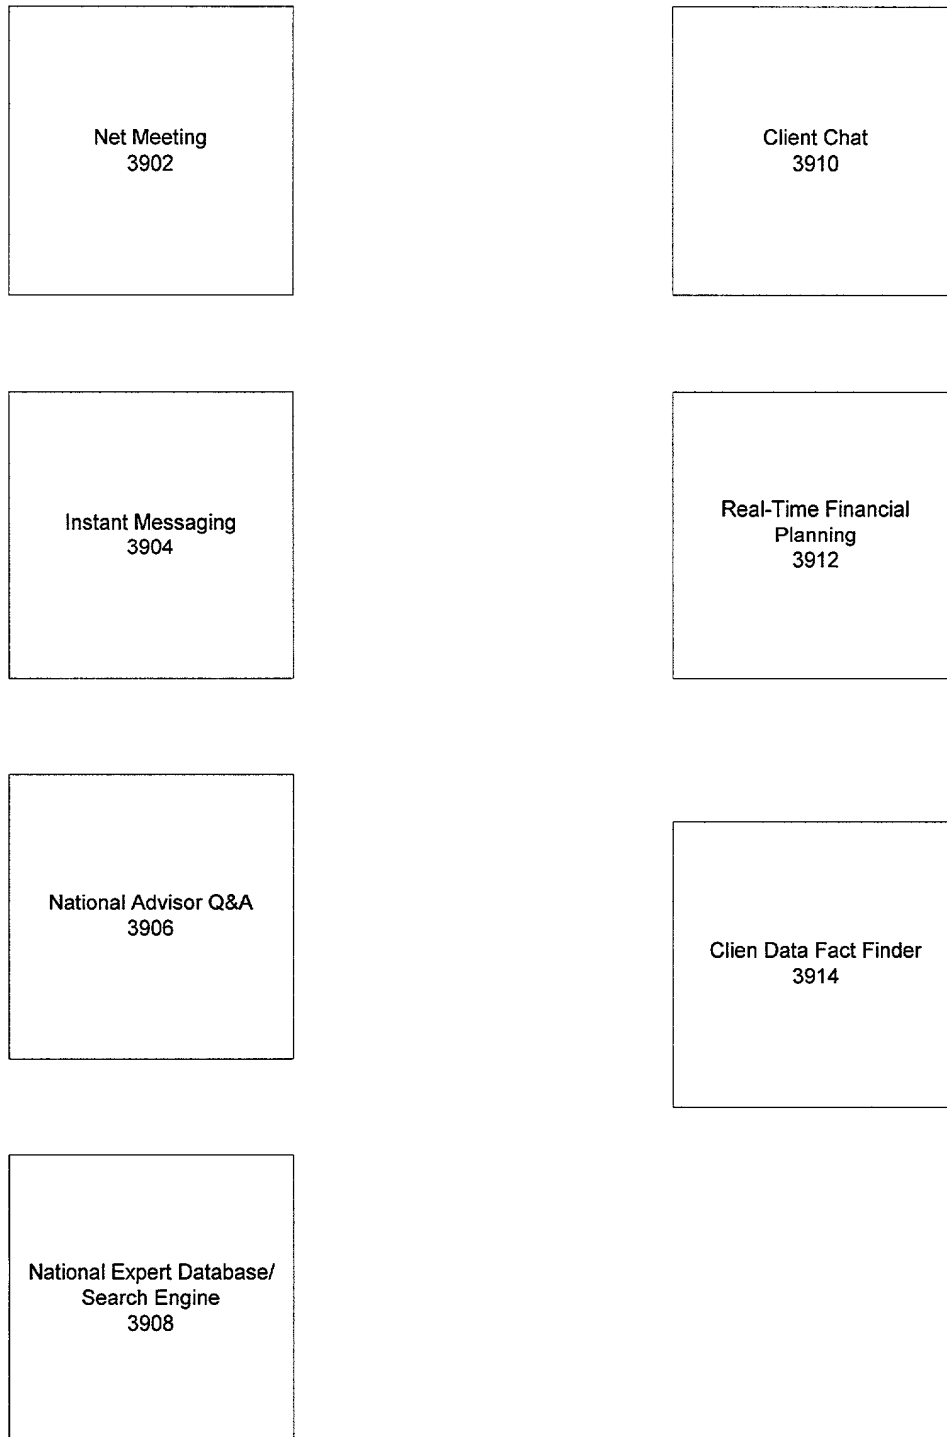 Net Meeting
3902
Instant Messaging
3904
National Advisor Q&A
3906
National Expert Database/
Search Engine
3908
Client Chat
3910
Real-Time Financial
Planning
3912
Clien Data Fact Finder
3914